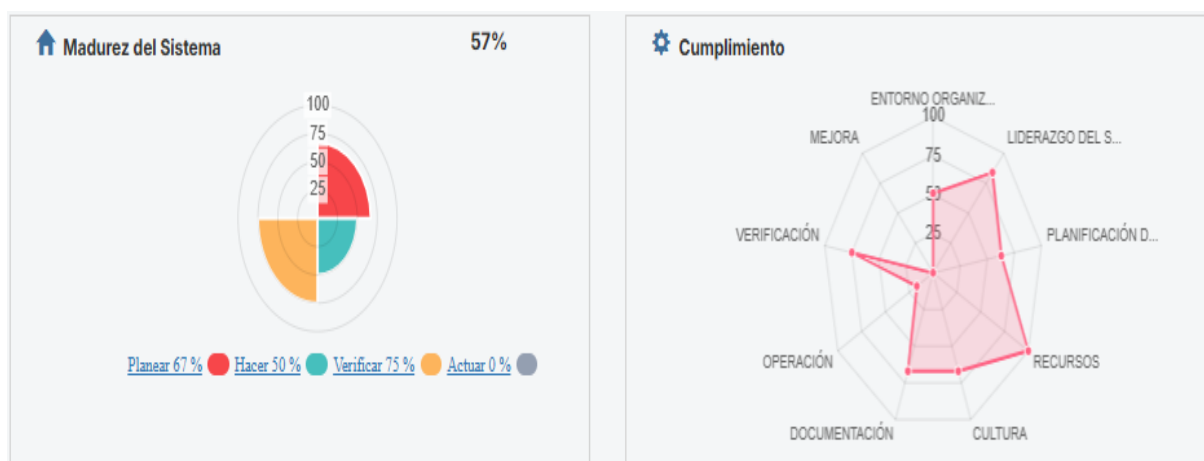 Madurez del Sistema
57%
100
75
50
25
Planear 67 %
Hacer 50 %
Verificar 75 %
Actuar 0 %
Cumplimiento
ENTORNO ORGANIZ...
100
75
50
25
LIDERAZGO DEL S...
PLANIFICACIÓN D...
RECURSOS
CULTURA
DOCUMENTACIÓN
OPERACIÓN
VERIFICACIÓN
MEJORA